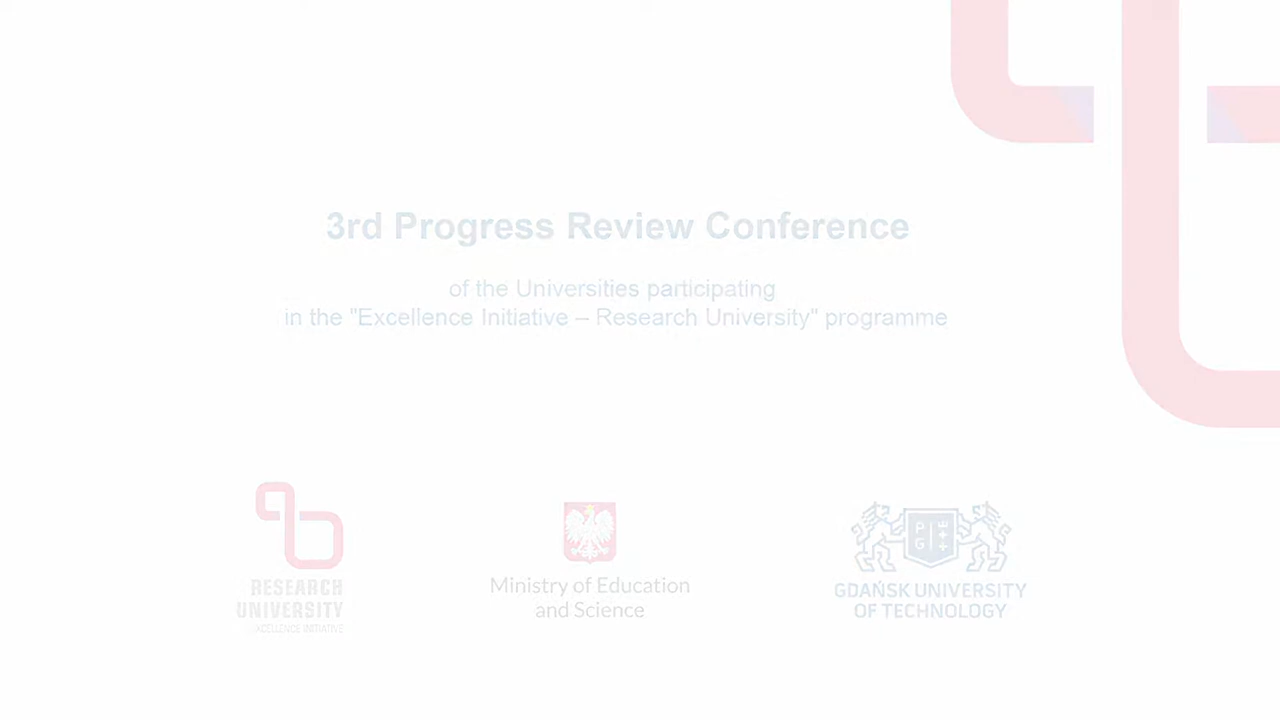 3rd Progress Review Conference
of the Universities participating
in the "Excellence Initiative – Research University" programme
RESEARCH
UNIVERSITY
EXCELLENCE INITIATIVE
Ministry of Education
and Science
P
G
GDAŃSK UNIVERSITY
OF TECHNOLOGY